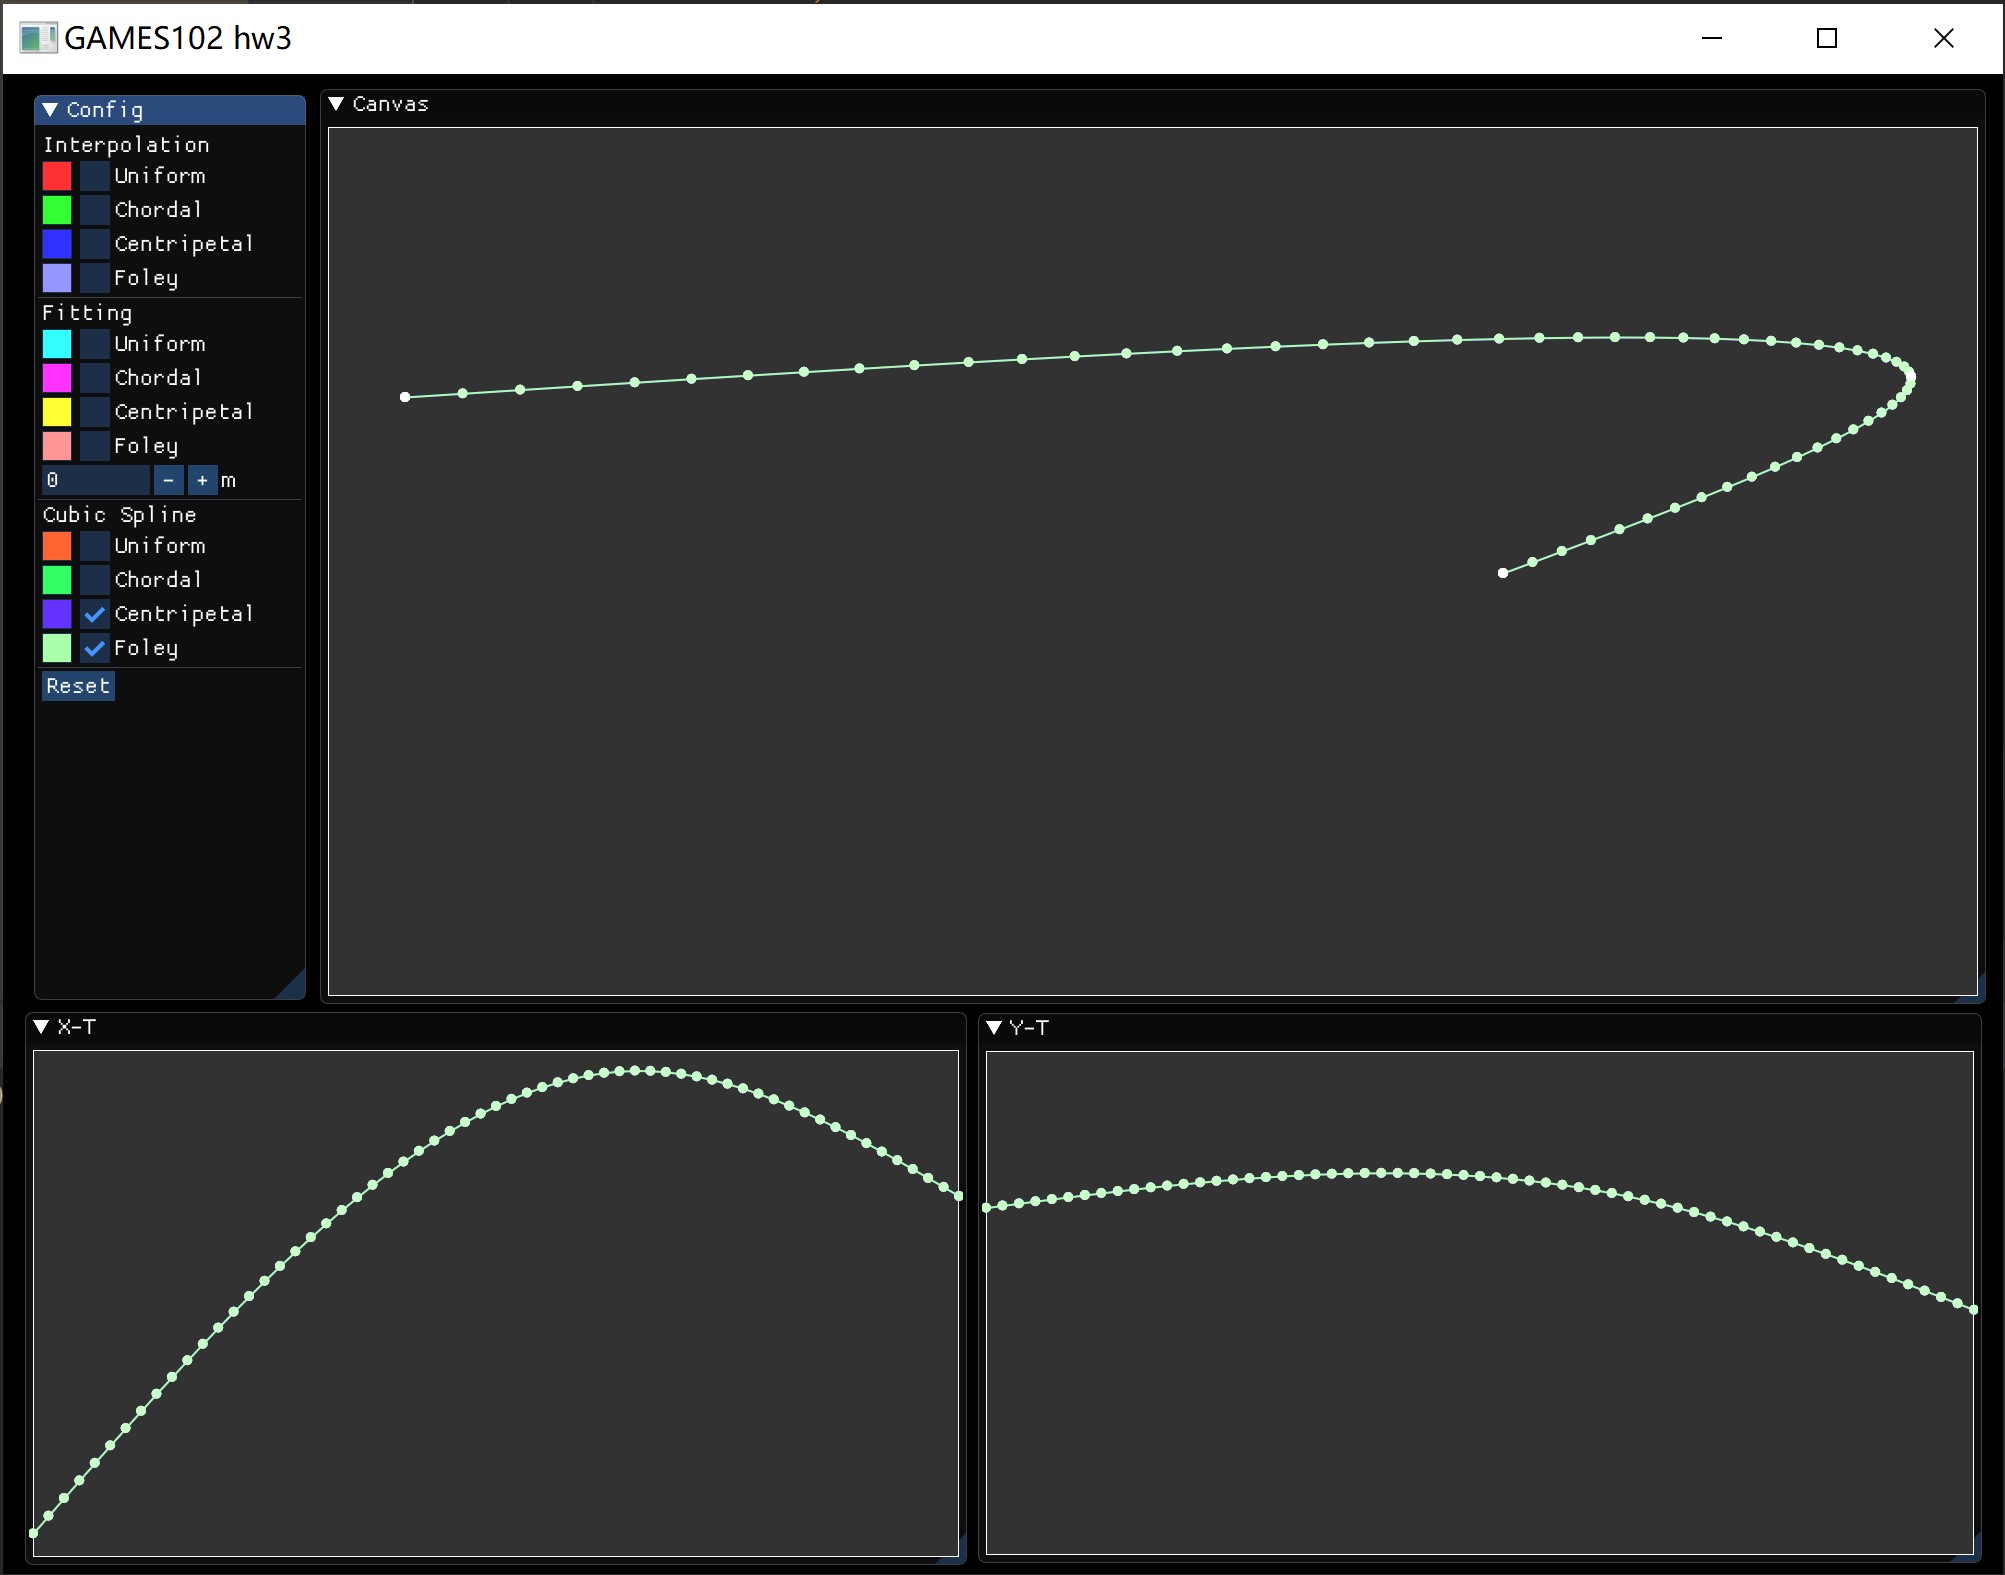 GAMES102 hw3
Config
Interpolation
Uniform
Chordal
Centripetal
Foley
Fitting
Uniform
Chordal
Centripetal
Foley
0 - + m
Cubic Spline
Uniform
Chordal
Centripetal
Foley
Reset
Canvas
X-T
Y-T